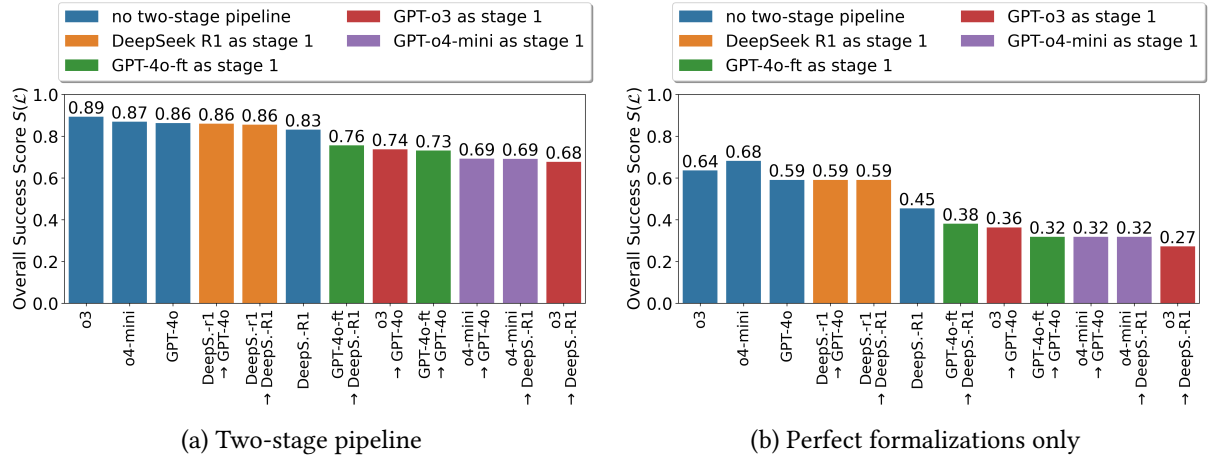 no two-stage pipeline
DeepSeek R1 as stage 1
GPT-4o-ft as stage 1
GPT-o3 as stage 1
GPT-o4-mini as stage 1
Overall Success Score S(ℒ)
1.0
0.8
0.6
0.4
0.2
0.0
0.89
0.87
0.86
0.86
0.86
0.83
0.76
0.74
0.73
0.69
0.69
0.68
o3
o4-mini
GPT-4o
DeepS.-r1
→ GPT-4o
DeepS.-r1
→ DeepS.-R1
DeepS.-R1
GPT-4o-ft
→ DeepS.-R1
o3
→ GPT-4o
GPT-4o-ft
→ GPT-4o
o4-mini
→ GPT-4o
o4-mini
→ DeepS.-R1
o3
→ DeepS.-R1
(a) Two-stage pipeline
no two-stage pipeline
DeepSeek R1 as stage 1
GPT-4o-ft as stage 1
GPT-o3 as stage 1
GPT-o4-mini as stage 1
Overall Success Score S(ℒ)
1.0
0.8
0.6
0.4
0.2
0.0
0.64
0.68
0.59
0.59
0.59
0.45
0.38
0.36
0.32
0.32
0.32
0.27
o3
o4-mini
GPT-4o
DeepS.-r1
→ GPT-4o
DeepS.-r1
→ DeepS.-R1
DeepS.-R1
GPT-4o-ft
→ DeepS.-R1
o3
→ GPT-4o
GPT-4o-ft
→ GPT-4o
o4-mini
→ GPT-4o
o4-mini
→ DeepS.-R1
o3
→ DeepS.-R1
(b) Perfect formalizations only